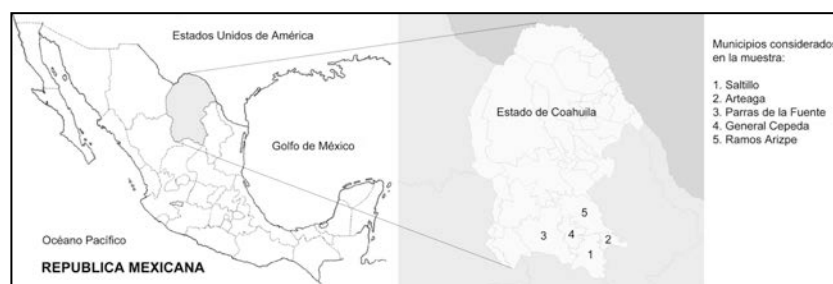 Estados Unidos de América
Golfo de México
Océano Pacífico
REPUBLICA MEXICANA
Estado de Coahuila
5
3
4
2
1
Municipios considerados
en la muestra:
1. Saltillo
2. Arteaga
3. Parras de la Fuente
4. General Cepeda
5. Ramos Arizpe